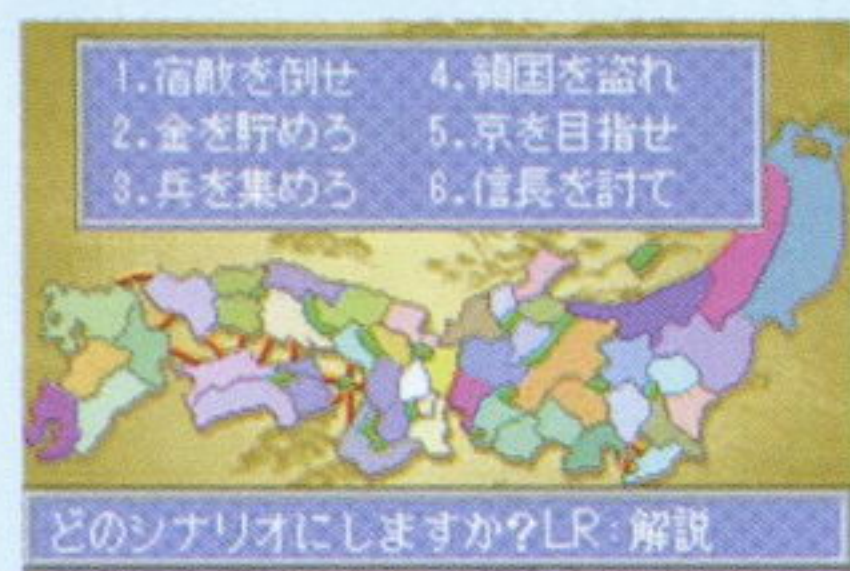 1.宿敵を倒せ 4.領国を盗れ
2.金を貯めろ 5.京を目指せ
3.兵を集めろ 6.信長を討て
どのシナリオにしますか?LR:解説